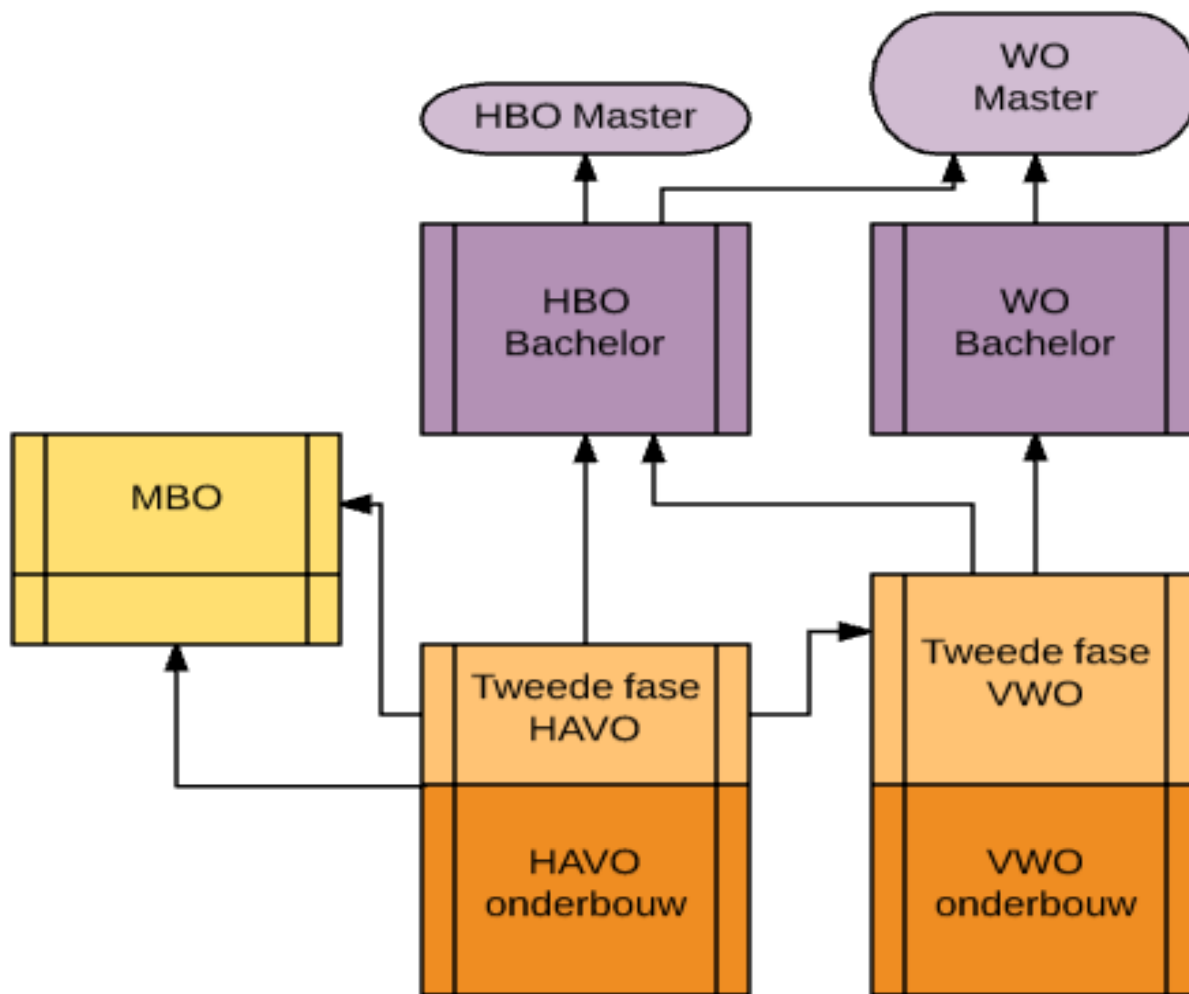 WO
Master
HBO Master
HBO
Bachelor
WO
Bachelor
MBO
Tweede fase
HAVO
Tweede fase
VWO
HAVO
onderbouw
VWO
onderbouw